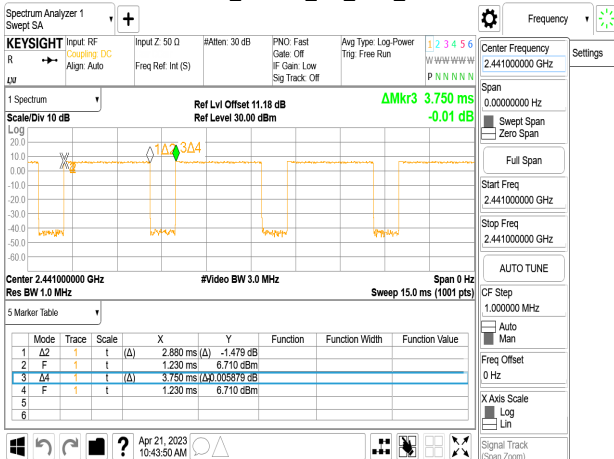 Spectrum Analyzer 1
Swept SA
Frequency
KEYSIGHT
Input: RF
Coupling: DC
Align: Auto
Input Z: 50 Ω
Freq Ref: Int (S)
#Atten: 30 dB
PNO: Fast
Gate: Off
IF Gain: Low
Sig Track: Off
Avg Type: Log-Power
Trig: Free Run
1 2 3 4 5 6
W W W W W W
P N N N N N
R
LXI
1 Spectrum
Scale/Div 10 dB
Ref Lvl Offset 11.18 dB
Ref Level 30.00 dBm
ΔMkr3 3.750 ms
-0.01 dB
Log
20.0
10.0
0.00
-10.0
-20.0
-30.0
-40.0
-50.0
-60.0
1Δ2
3Δ4
Center 2.441000000 GHz
Res BW 1.0 MHz
#Video BW 3.0 MHz
Span 0 Hz
Sweep 15.0 ms (1001 pts)
5 Marker Table
Mode Trace Scale X Y Function Function Width Function Value
1 Δ2 1 t (Δ) 2.880 ms (Δ) -1.479 dB
2 F 1 t 1.230 ms 6.710 dBm
3 Δ4 1 t (Δ) 3.750 ms (Δ)-0.005879 dB
4 F 1 t 1.230 ms 6.710 dBm
5
6
Apr 21, 2023
10:43:50 AM
Center Frequency
2.441000000 GHz
Settings
Span
0.00000000 Hz
Swept Span
Zero Span
Full Span
Start Freq
2.441000000 GHz
Stop Freq
2.441000000 GHz
AUTO TUNE
CF Step
1.000000 MHz
Auto
Man
Freq Offset
0 Hz
X Axis Scale
Log
Lin
Signal Track
(Span Zoom)